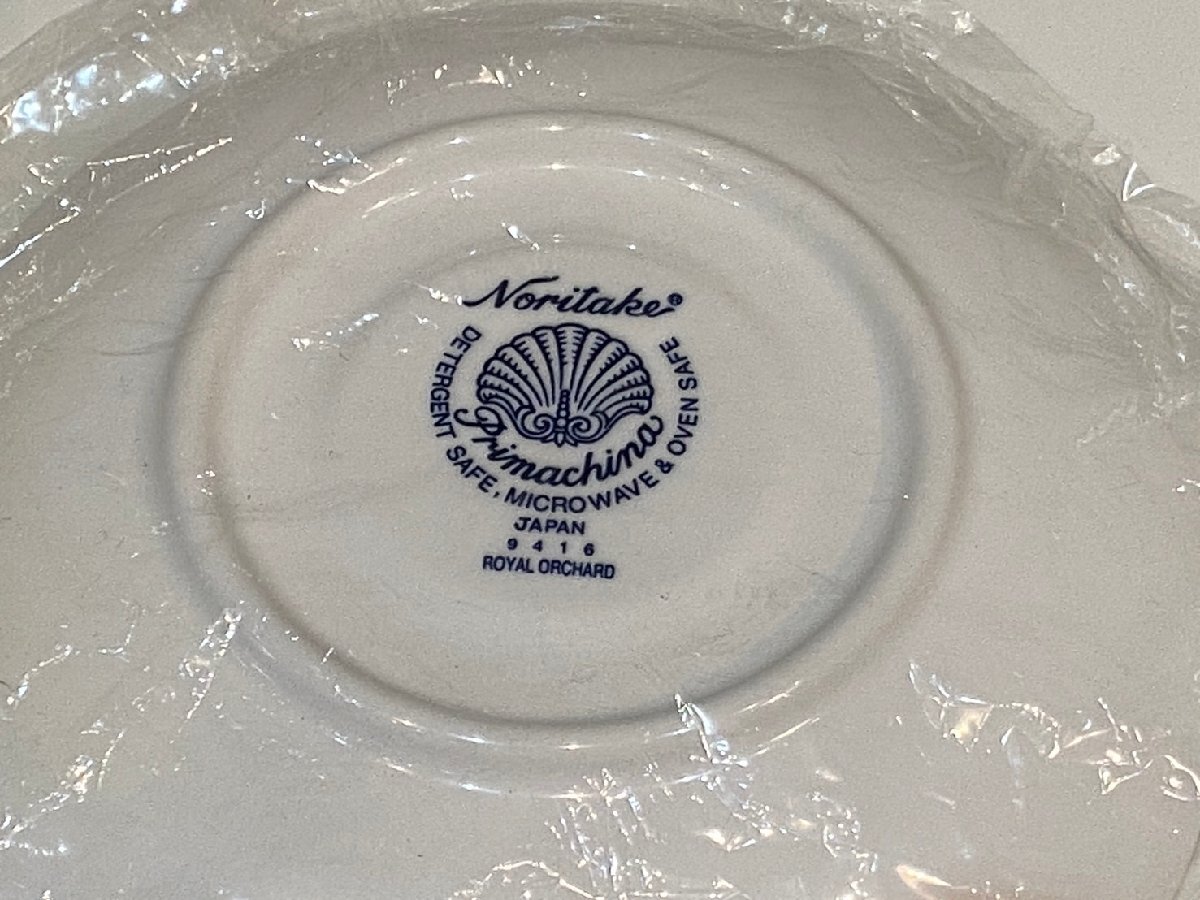 Noritake®
Primachina
DETERGENT SAFE, MICROWAVE & OVEN SAFE
JAPAN
9416
ROYAL ORCHARD